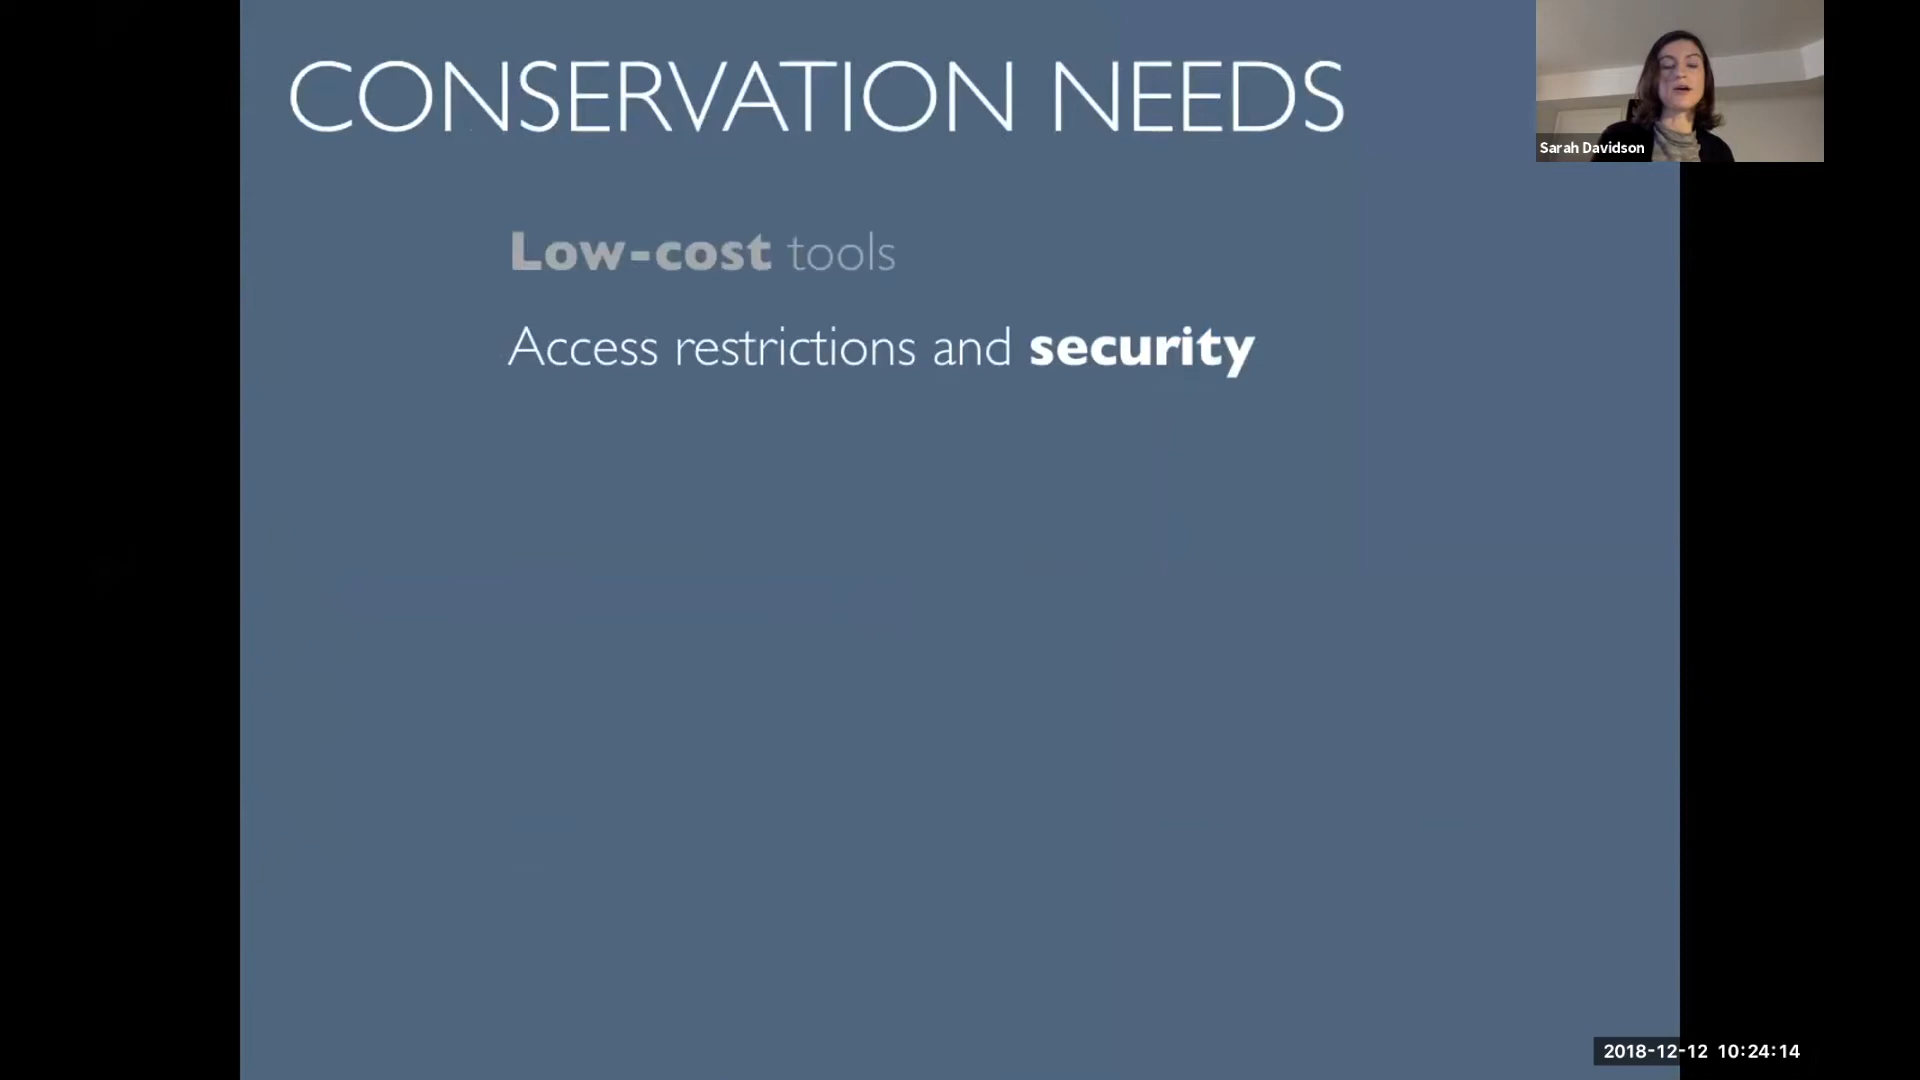 CONSERVATION NEEDS
Sarah Davidson
Low-cost tools
Access restrictions and security
2018-12-12 10:24:14